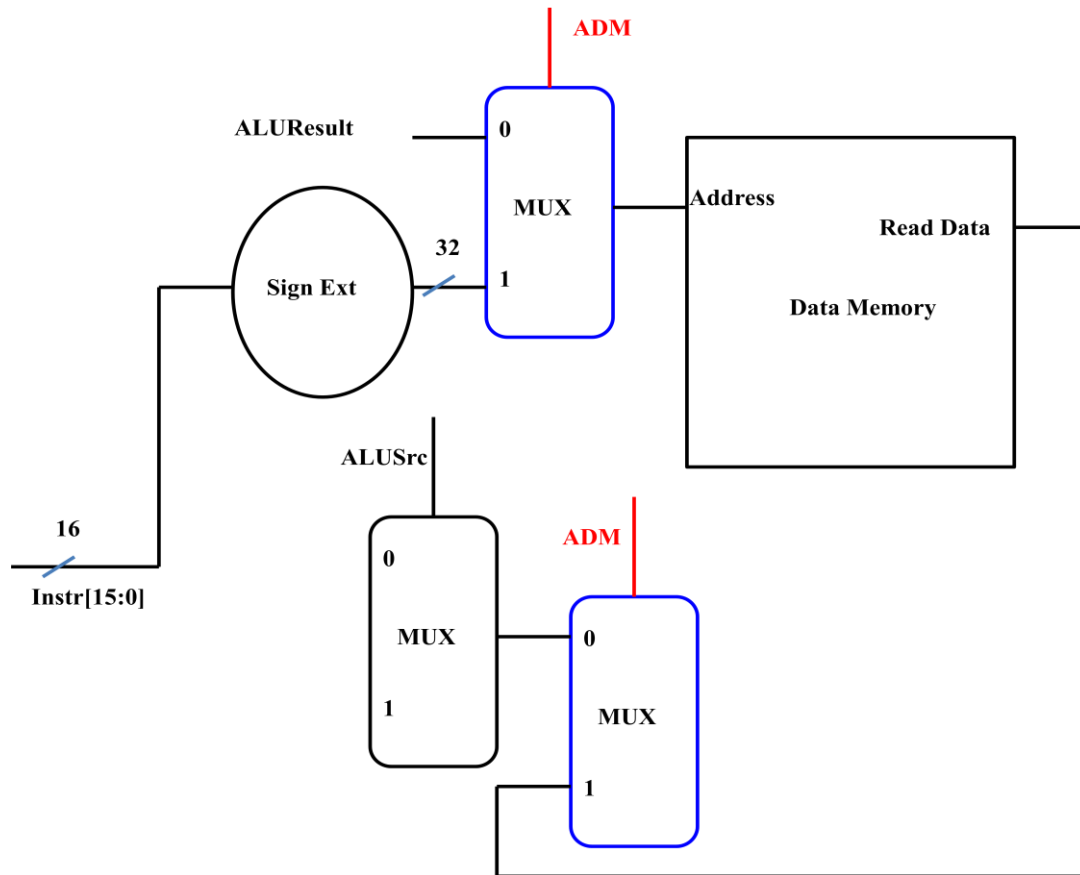 ADM
ALUResult
0
MUX
Address
Read Data
32
Sign Ext
1
Data Memory
ALUSrc
16
ADM
0
Instr[15:0]
MUX
0
1
MUX
1